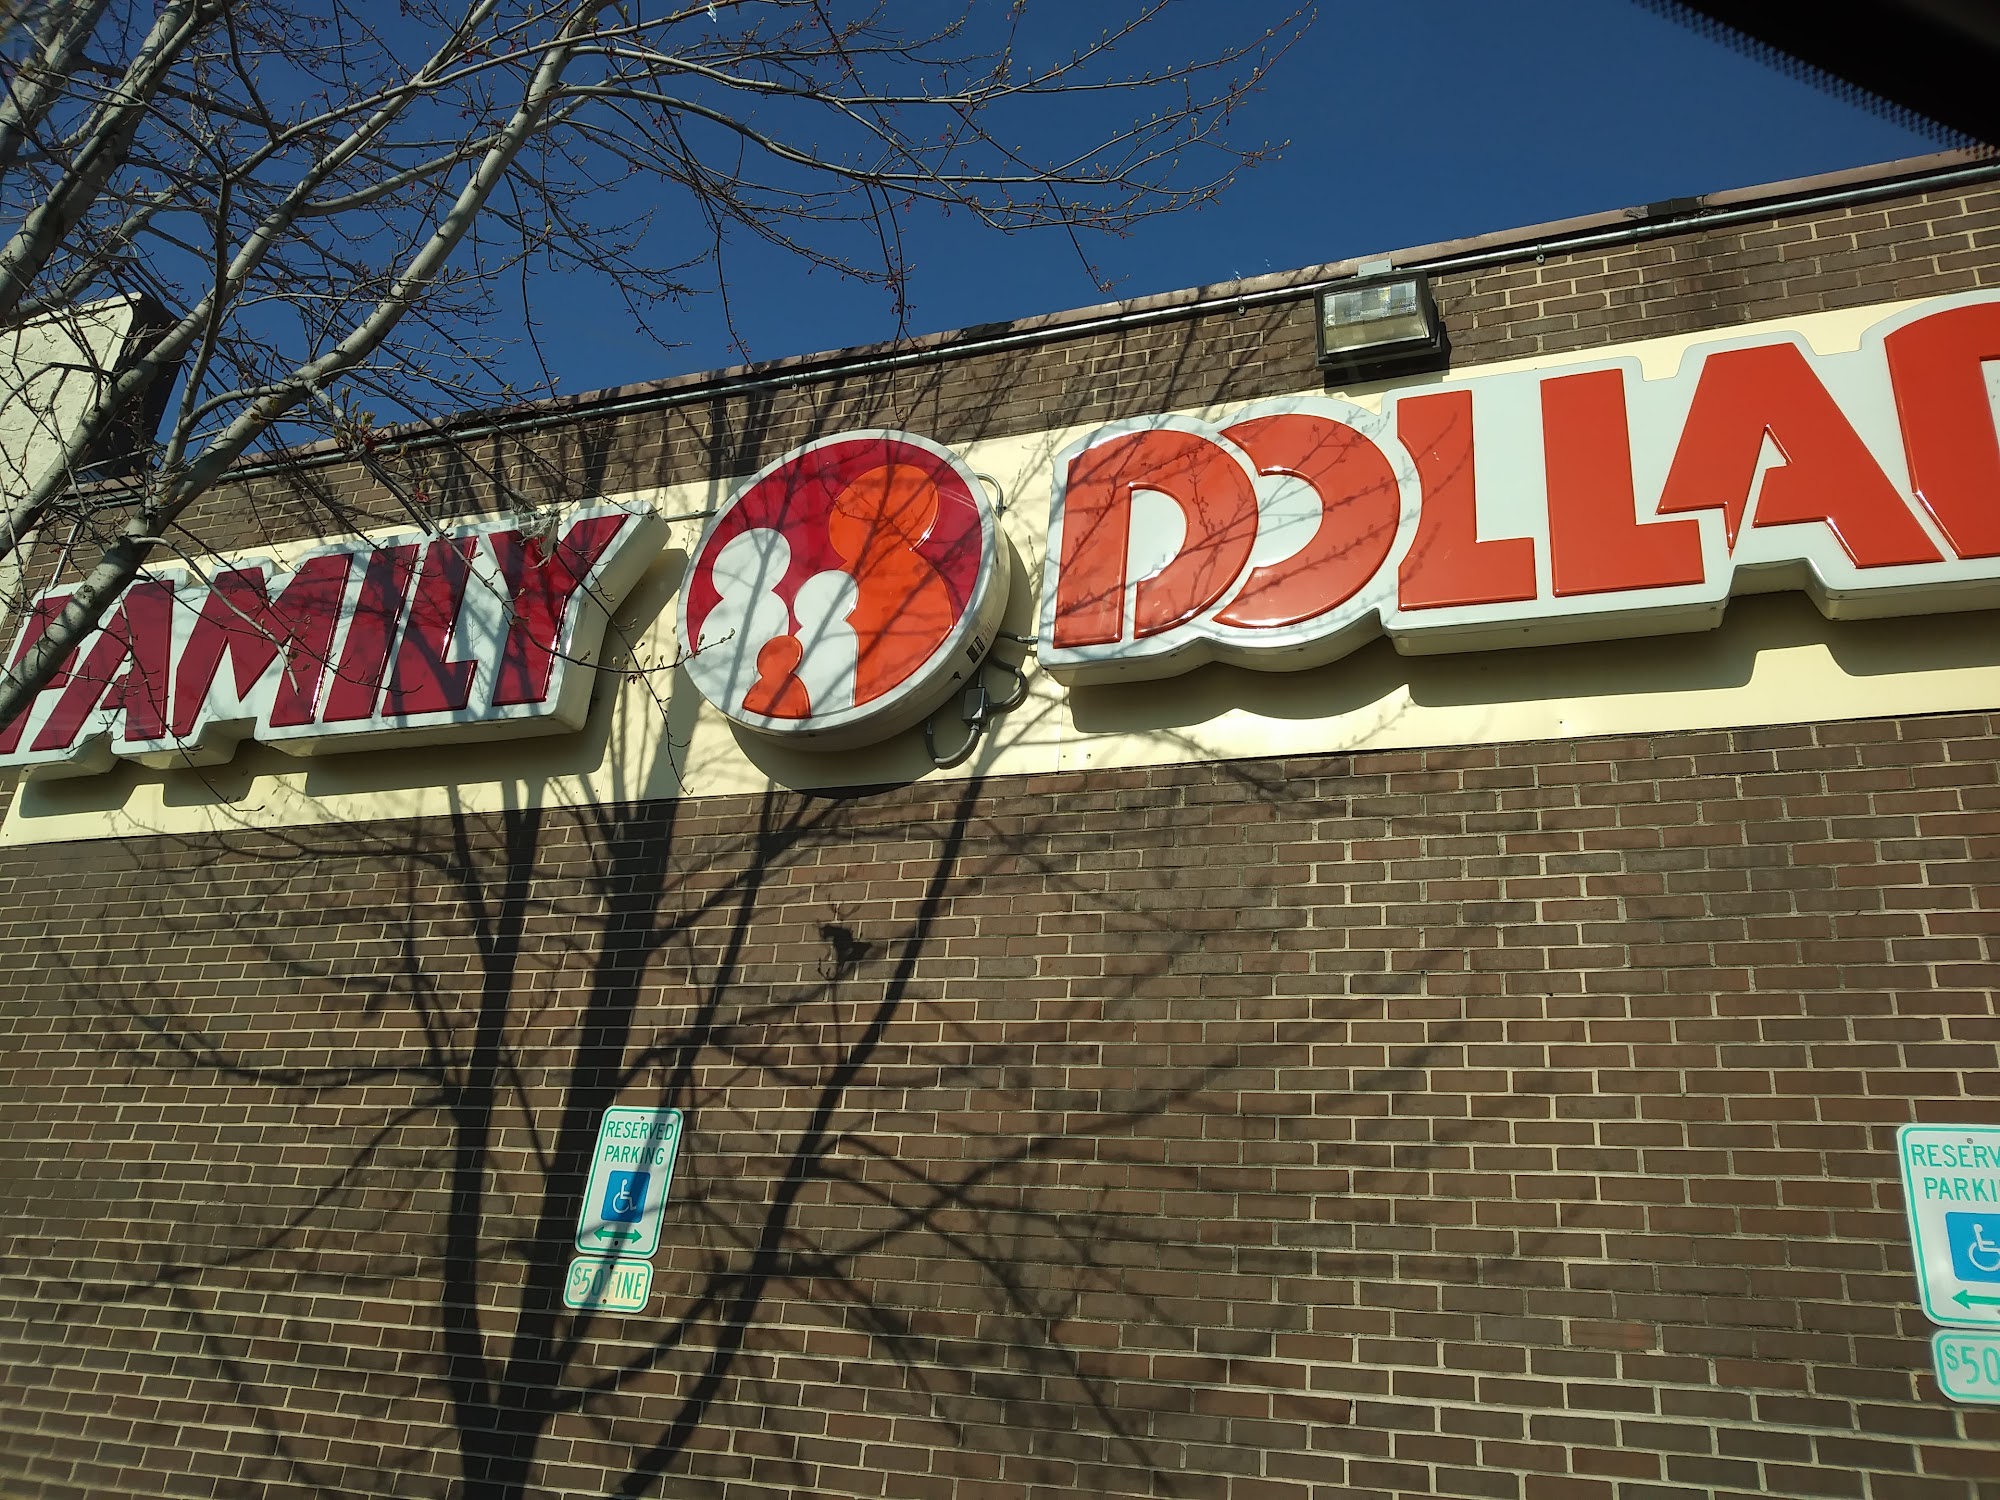 FAMILY DOLLA
RESERVED
PARKING
$50 FINE
RESERV
PARKI
$50